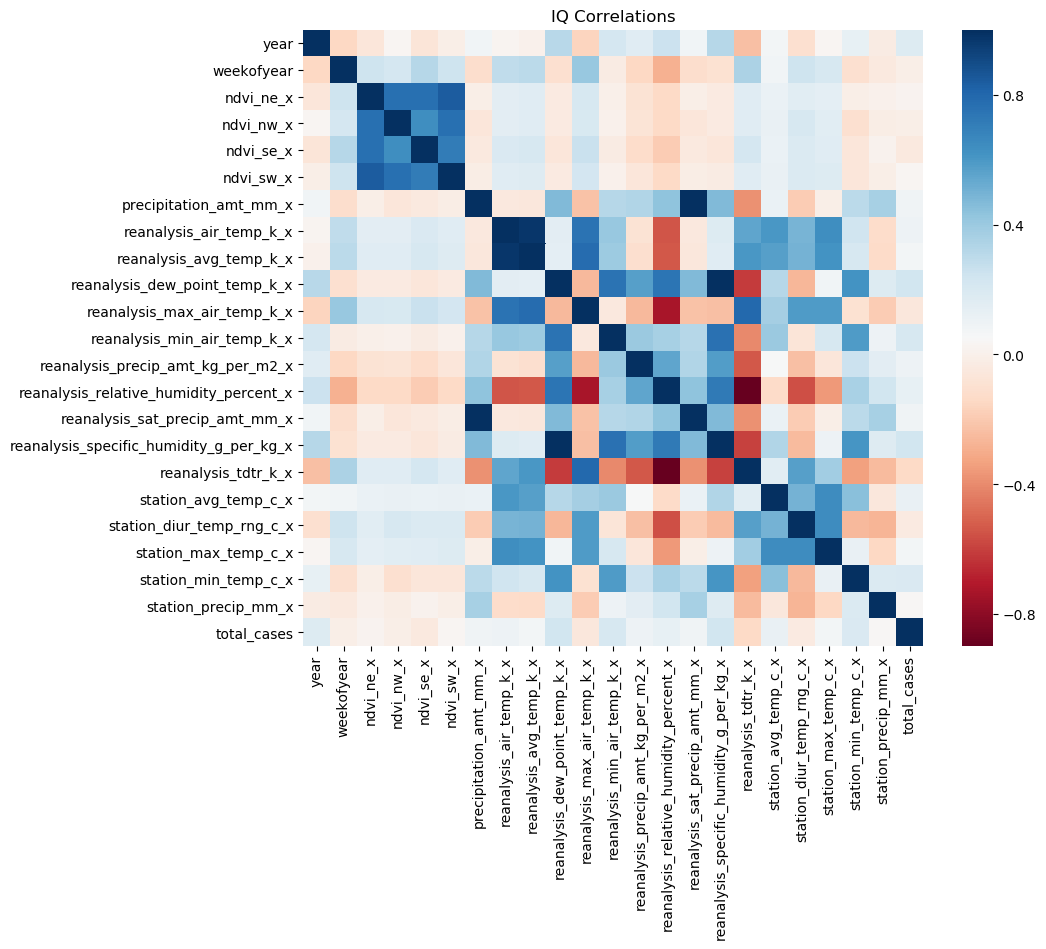 IQ Correlations
year
weekofyear
ndvi_ne_x
ndvi_nw_x
ndvi_se_x
ndvi_sw_x
precipitation_amt_mm_x
reanalysis_air_temp_k_x
reanalysis_avg_temp_k_x
reanalysis_dew_point_temp_k_x
reanalysis_max_air_temp_k_x
reanalysis_min_air_temp_k_x
reanalysis_precip_amt_kg_per_m2_x
reanalysis_relative_humidity_percent_x
reanalysis_sat_precip_amt_mm_x
reanalysis_specific_humidity_g_per_kg_x
reanalysis_tdtr_k_x
station_avg_temp_c_x
station_diur_temp_rng_c_x
station_max_temp_c_x
station_min_temp_c_x
station_precip_mm_x
total_cases
year
weekofyear
ndvi_ne_x
ndvi_nw_x
ndvi_se_x
ndvi_sw_x
precipitation_amt_mm_x
reanalysis_air_temp_k_x
reanalysis_avg_temp_k_x
reanalysis_dew_point_temp_k_x
reanalysis_max_air_temp_k_x
reanalysis_min_air_temp_k_x
reanalysis_precip_amt_kg_per_m2_x
reanalysis_relative_humidity_percent_x
reanalysis_sat_precip_amt_mm_x
reanalysis_specific_humidity_g_per_kg_x
reanalysis_tdtr_k_x
station_avg_temp_c_x
station_diur_temp_rng_c_x
station_max_temp_c_x
station_min_temp_c_x
station_precip_mm_x
total_cases
0.8
0.4
0.0
−0.4
−0.8